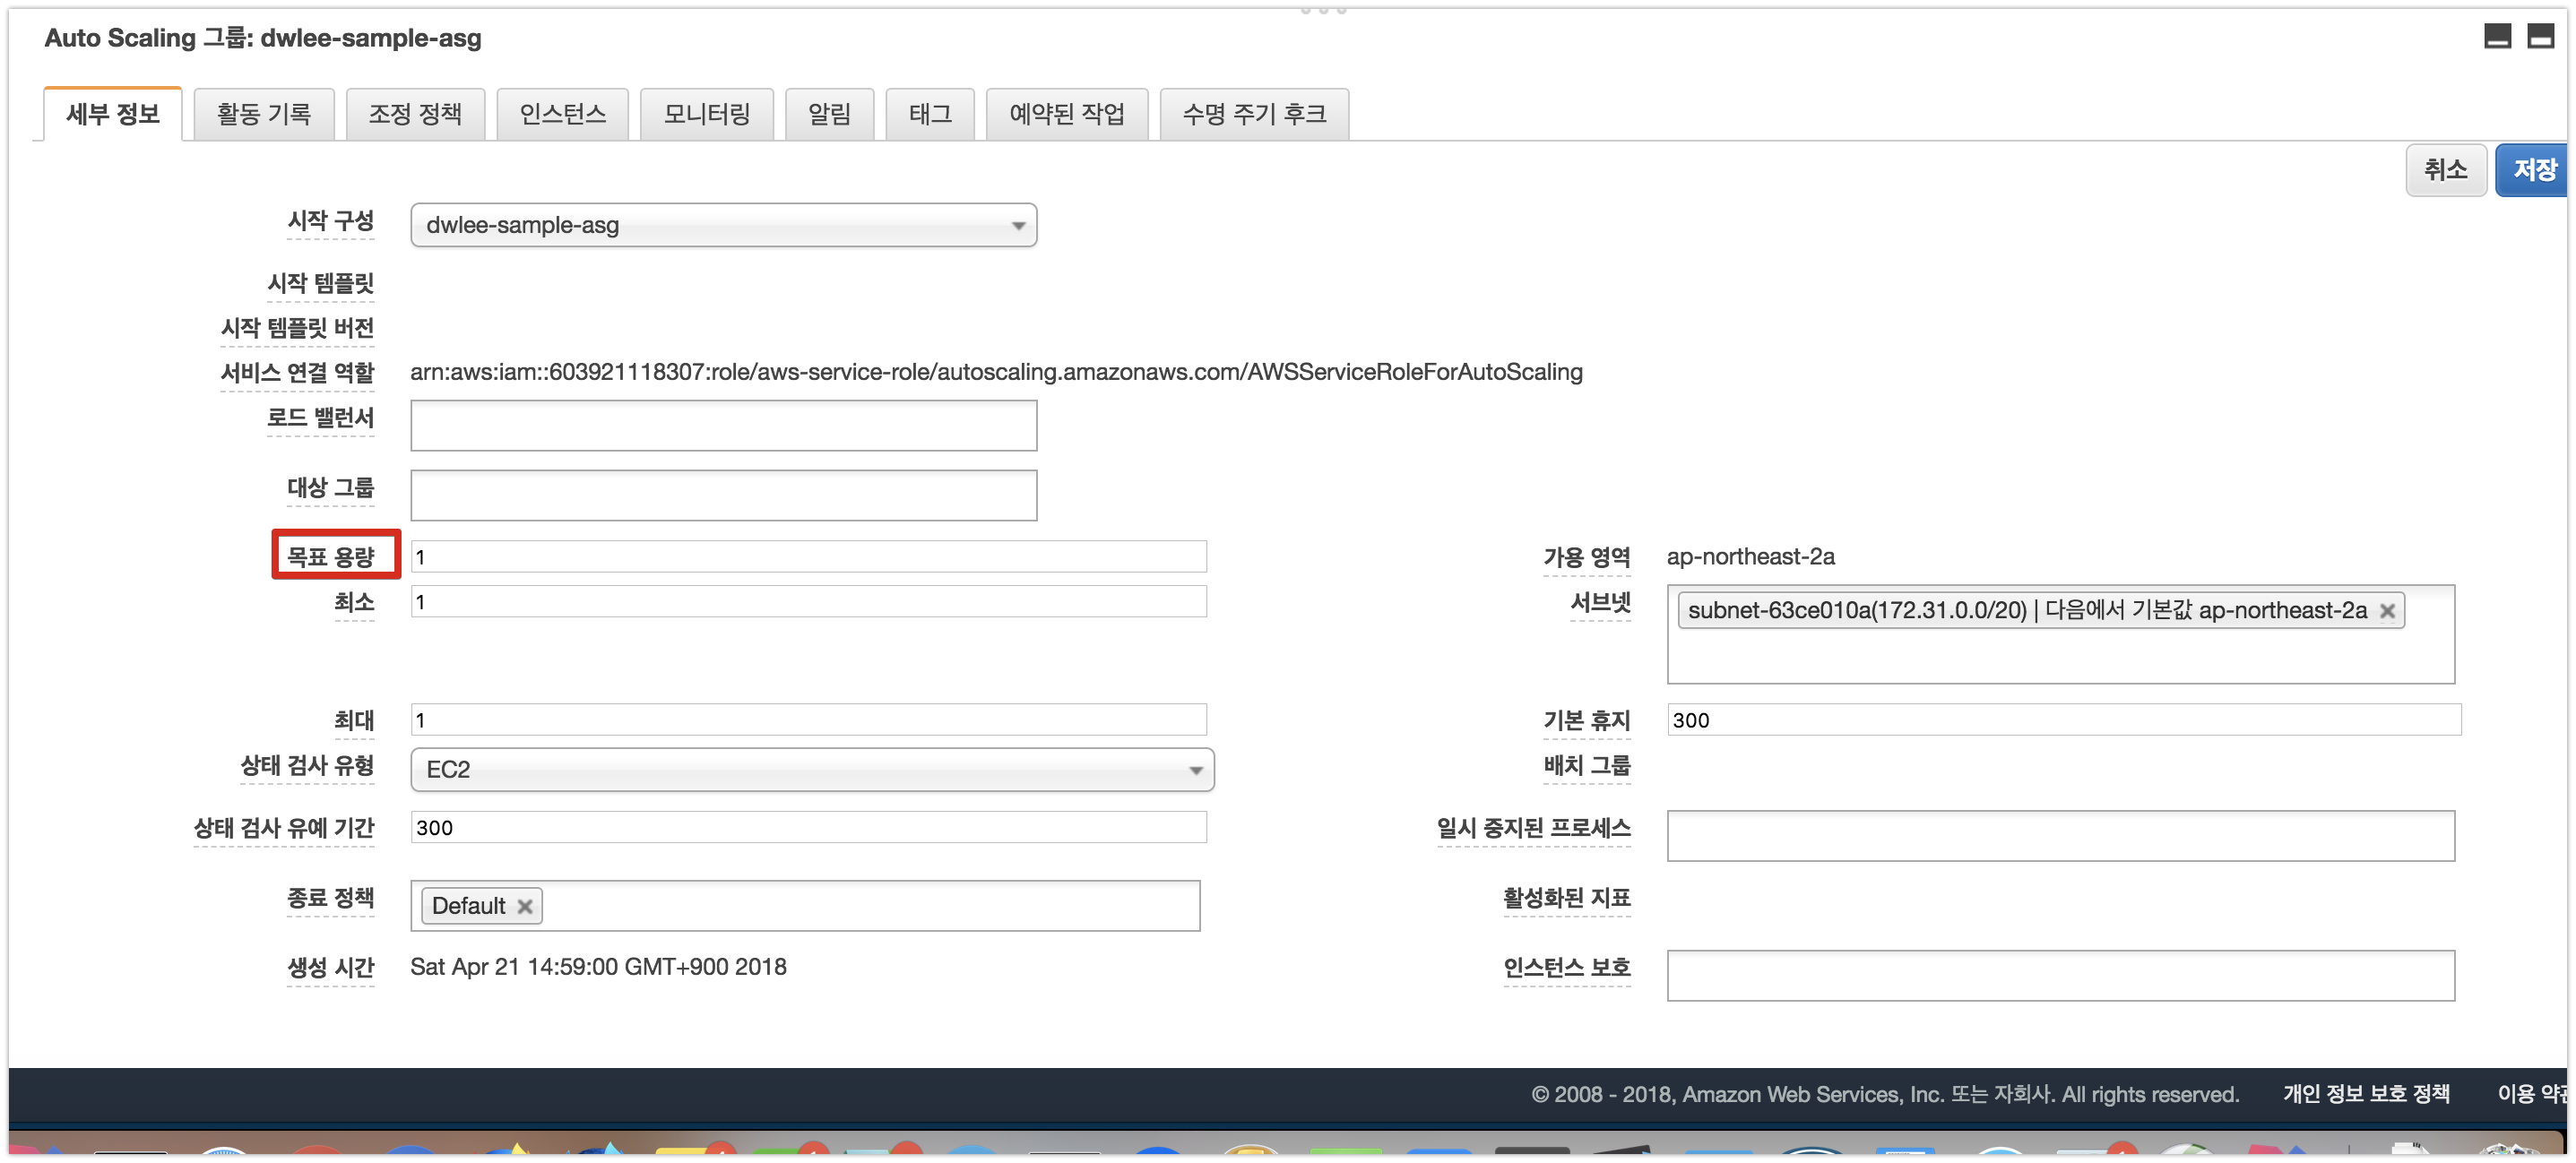 Auto Scaling 그룹: dwlee-sample-asg
세부 정보 활동 기록 조정 정책 인스턴스 모니터링 알림 태그 예약된 작업 수명 주기 후크
취소 저장
시작 구성 dwlee-sample-asg
시작 템플릿
시작 템플릿 버전
서비스 연결 역할 arn:aws:iam::603921118307:role/aws-service-role/autoscaling.amazonaws.com/AWSServiceRoleForAutoScaling
로드 밸런서
대상 그룹
목표 용량 1 가용 영역 ap-northeast-2a
최소 1 서브넷 subnet-63ce010a(172.31.0.0/20) | 다음에서 기본값 ap-northeast-2a ×
최대 1 기본 휴지 300
상태 검사 유형 EC2 배치 그룹
상태 검사 유예 기간 300 일시 중지된 프로세스
종료 정책 Default × 활성화된 지표
생성 시간 Sat Apr 21 14:59:00 GMT+900 2018 인스턴스 보호
© 2008 - 2018, Amazon Web Services, Inc. 또는 자회사. All rights reserved. 개인 정보 보호 정책 이용